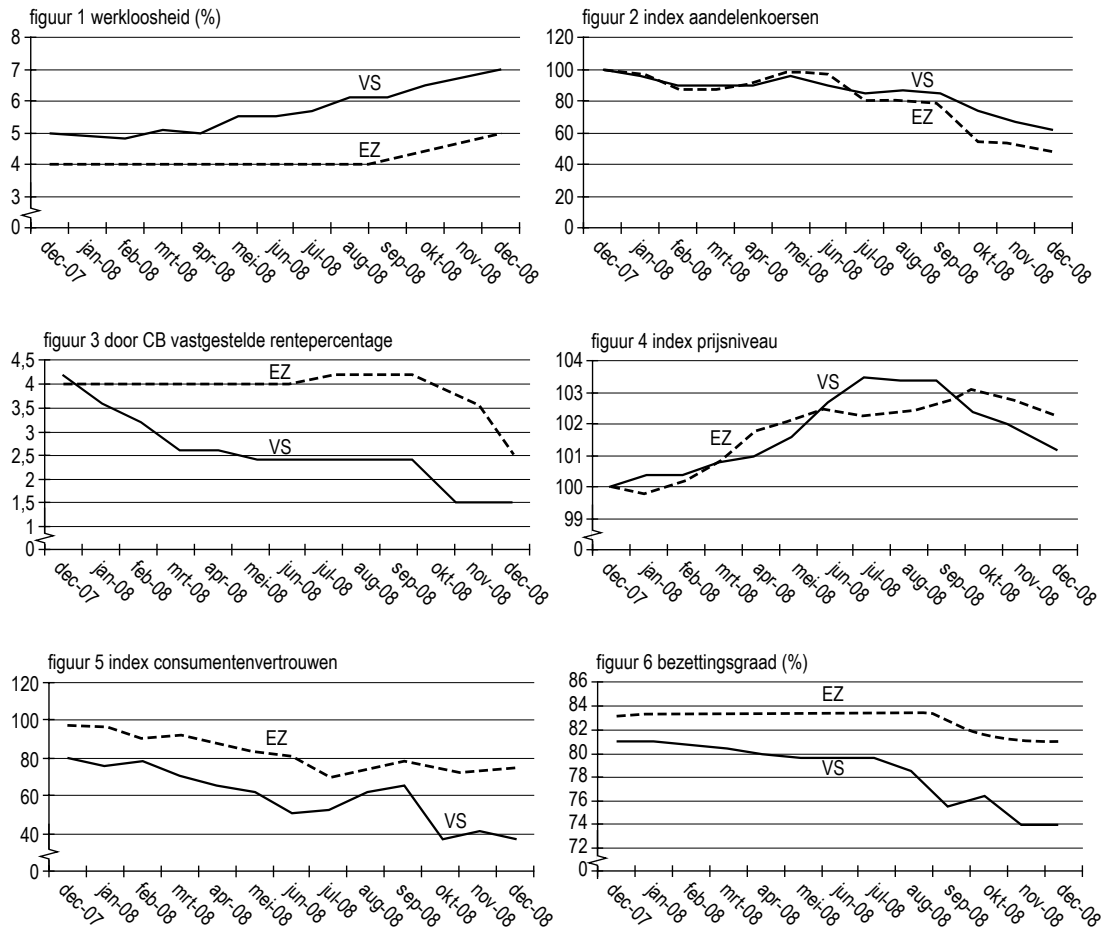 figuur 1 werkloosheid (%)
8
7
6
5
4
3
0
VS
EZ
dec-07 jan-08 feb-08 mrt-08 apr-08 mei-08 jun-08 jul-08 aug-08 sep-08 okt-08 nov-08 dec-08
figuur 2 index aandelenkoersen
120
100
80
60
40
20
0
VS
EZ
dec-07 jan-08 feb-08 mrt-08 apr-08 mei-08 jun-08 jul-08 aug-08 sep-08 okt-08 nov-08 dec-08
figuur 3 door CB vastgestelde rentepercentage
4,5
4
3,5
3
2,5
2
1,5
1
0
EZ
VS
dec-07 jan-08 feb-08 mrt-08 apr-08 mei-08 jun-08 jul-08 aug-08 sep-08 okt-08 nov-08 dec-08
figuur 4 index prijsniveau
104
103
102
101
100
99
0
VS
EZ
dec-07 jan-08 feb-08 mrt-08 apr-08 mei-08 jun-08 jul-08 aug-08 sep-08 okt-08 nov-08 dec-08
figuur 5 index consumentenvertrouwen
120
100
80
60
40
0
EZ
VS
dec-07 jan-08 feb-08 mrt-08 apr-08 mei-08 jun-08 jul-08 aug-08 sep-08 okt-08 nov-08 dec-08
figuur 6 bezettingsgraad (%)
86
84
82
80
78
76
74
72
0
EZ
VS
dec-07 jan-08 feb-08 mrt-08 apr-08 mei-08 jun-08 jul-08 aug-08 sep-08 okt-08 nov-08 dec-08